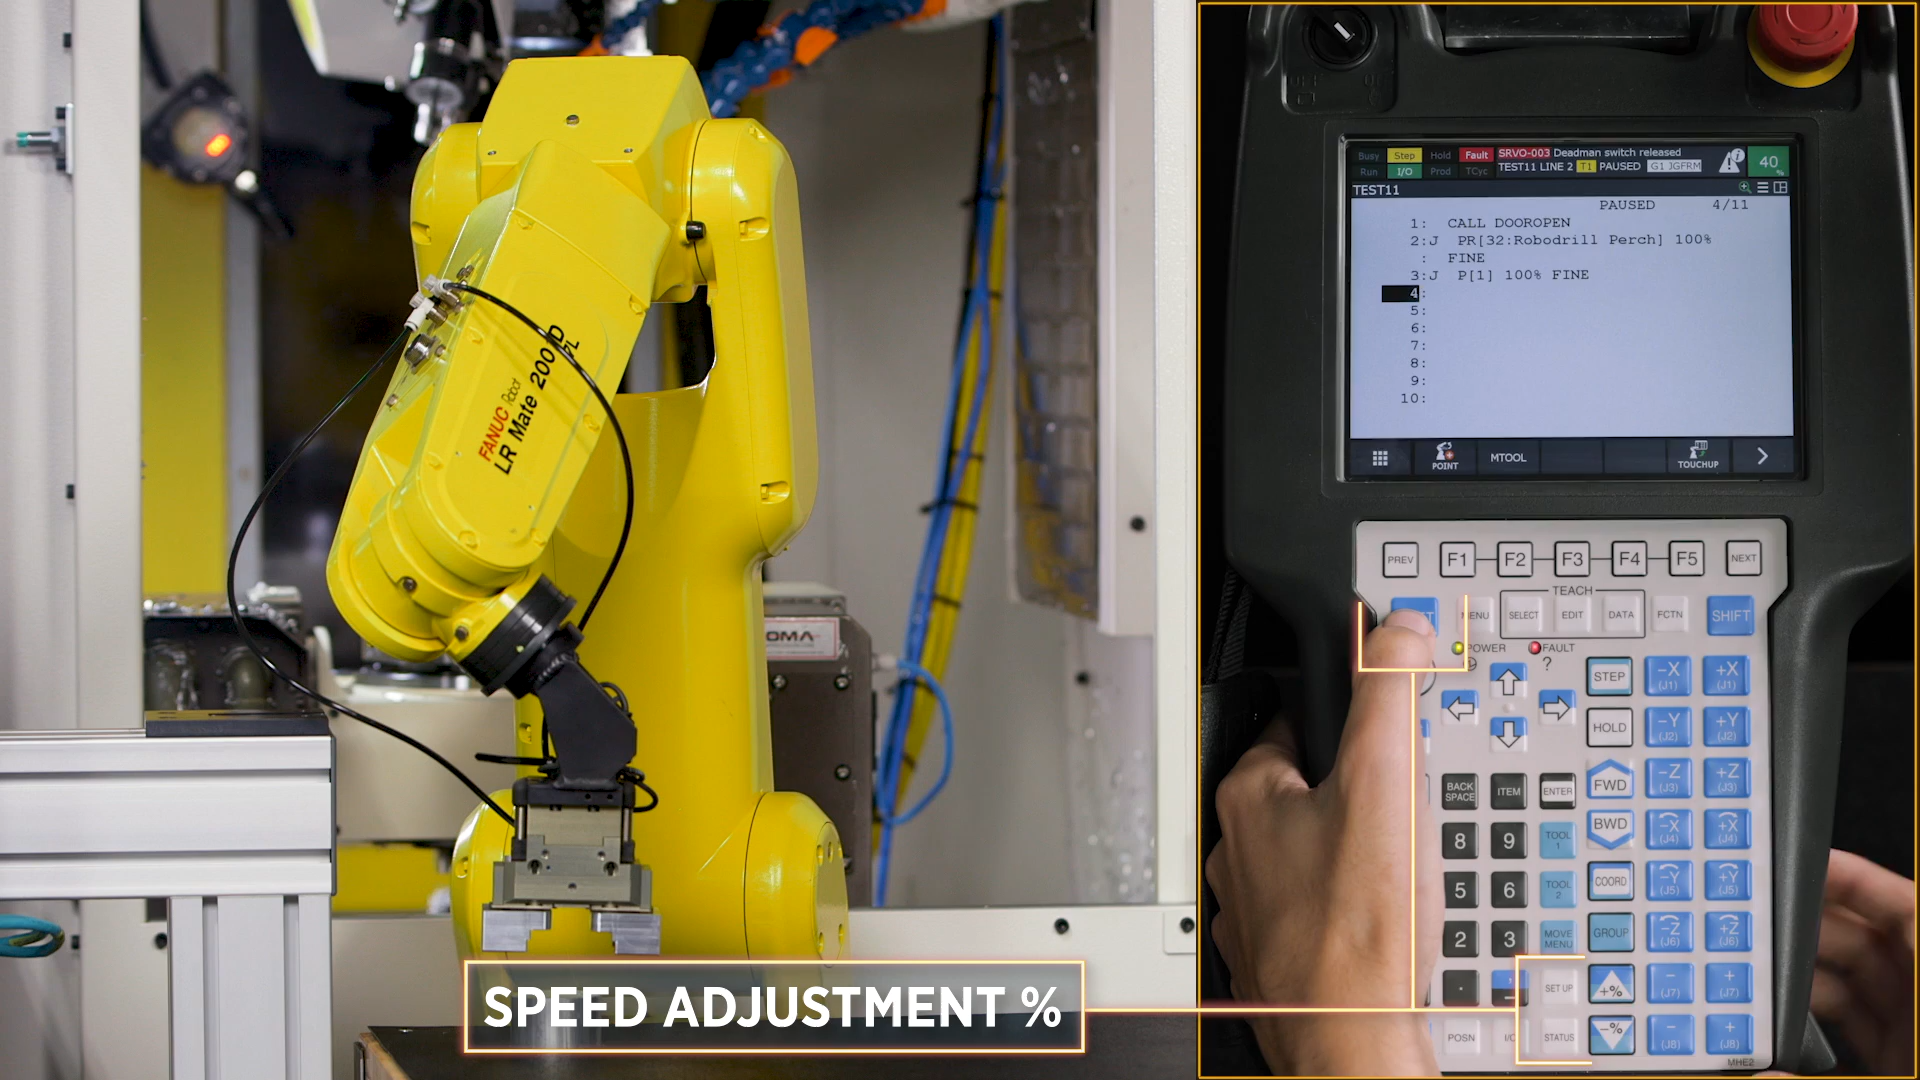 FANUC Robot
LR Mate 200
SPEED ADJUSTMENT %
Busy Step Hold Fault SRVO-003 Deadman switch released
Run I/O Prod TCyc TEST11 LINE 2 T1 PAUSED G1 JGFRM 40 %
TEST11
PAUSED 4/11
1: CALL DOOROPEN
2:J PR[32:Robodrill Perch] 100%
: FINE
3:J P[1] 100% FINE
4:
5:
6:
7:
8:
9:
10:
POINT MTOOL TOUCHUP
PREV F1 F2 F3 F4 F5 NEXT
TEACH
MENU SELECT EDIT DATA FCTN SHIFT
POWER FAULT
?
STEP -X (J1) +X (J1)
HOLD -Y (J2) +Y (J2)
FWD -Z (J3) +Z (J3)
BACK SPACE ITEM ENTER
BWD -X (J4) +X (J4)
8 9 TOOL 1
COORD -Y (J5) +Y (J5)
5 6 TOOL 2
GROUP -Z (J6) +Z (J6)
2 3 MOVE MENU
. SET UP +% - (J7) + (J7)
POSN STATUS -% - (J8) + (J8)
MHE2